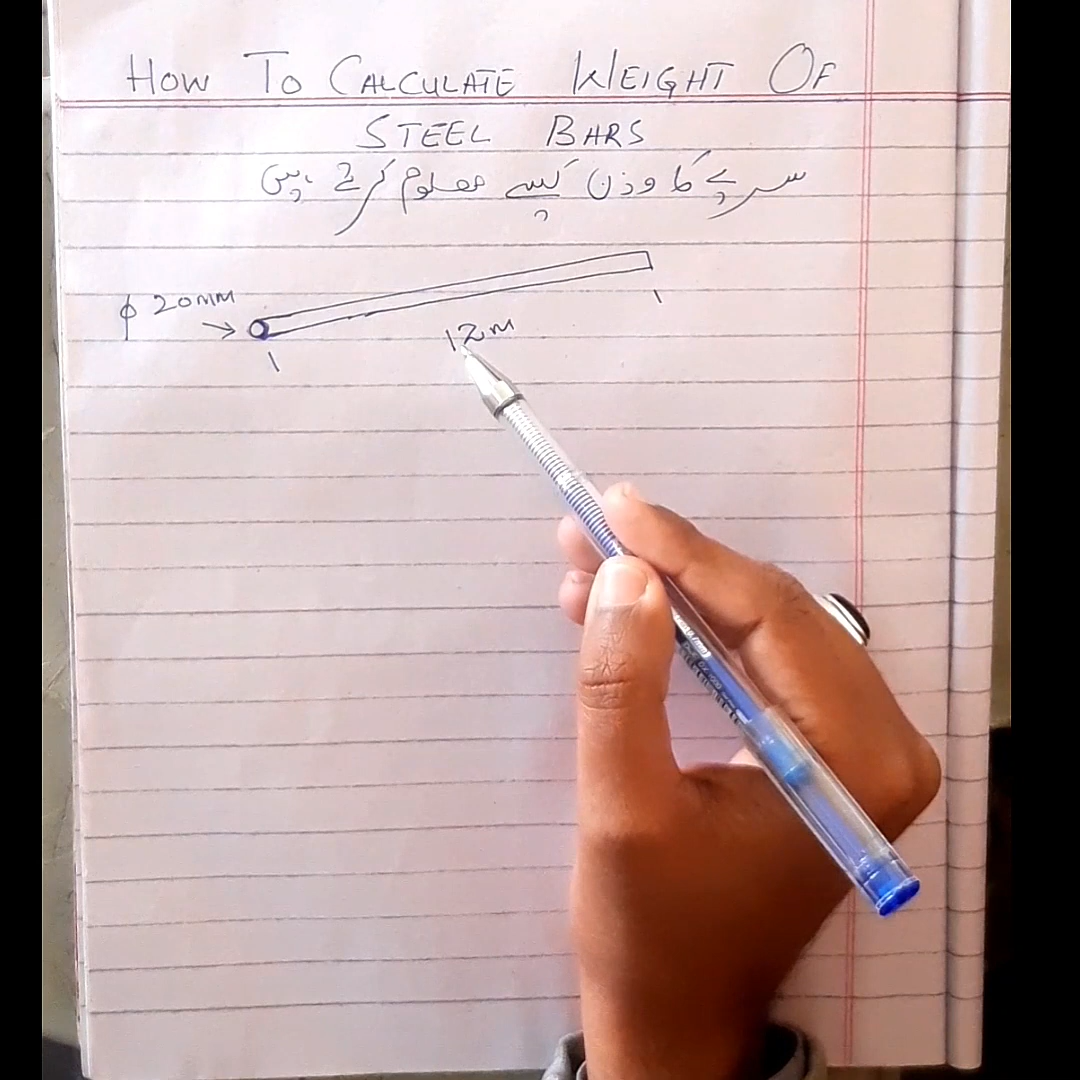 HOW TO CALCULATE WEIGHT OF
STEEL BARS
سریے کا وزن کیسے معلوم کرتے ہیں
ϕ 20mm
12m